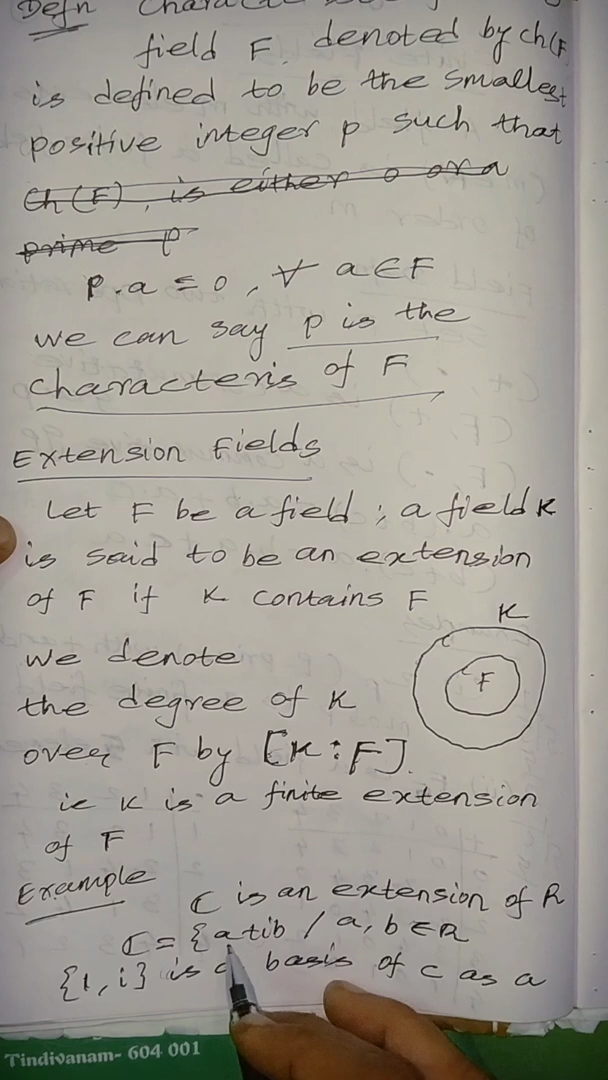 Defn
field F, denoted by ch(F
is defined to be the smallest
positive integer p such that
Ch(F), is either 0 or a
prime p
p.a = 0, ∀ a∈F
we can say p is the
characteris of F
Extension Fields
Let F be a field; a field K
is said to be an extension
of F if K contains F
K
F
we denote
the degree of K
over F by [K:F].
ie K is a finite extension
of F
Example
C is an extension of R
C = {a+ib / a, b ∈ R
{1, i} is a basis of C as a
Tindivanam- 604 001